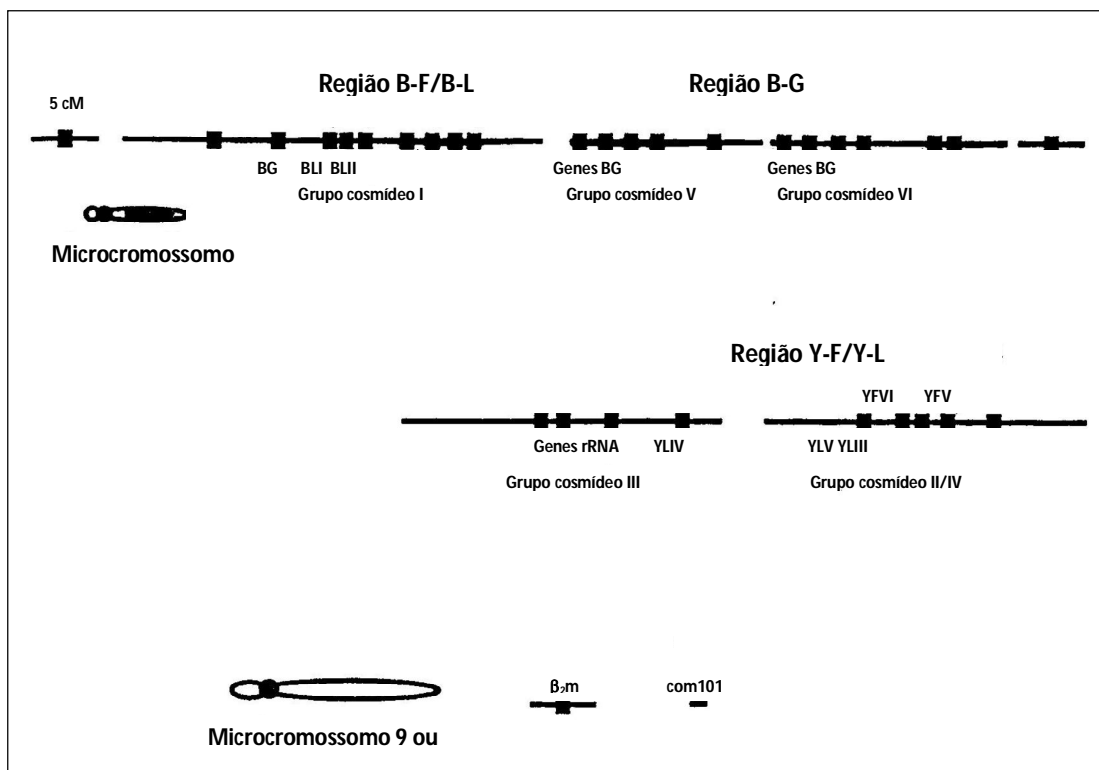 Região B-F/B-L Região B-G
5 cM
BG BLI BLII Genes BG Genes BG
Grupo cosmídeo I Grupo cosmídeo V Grupo cosmídeo VI
Microcromossomo
Região Y-F/Y-L
YFVI YFV
Genes rRNA YLIV YLV YLIII
Grupo cosmídeo III Grupo cosmídeo II/IV
β₂m com101
Microcromossomo 9 ou